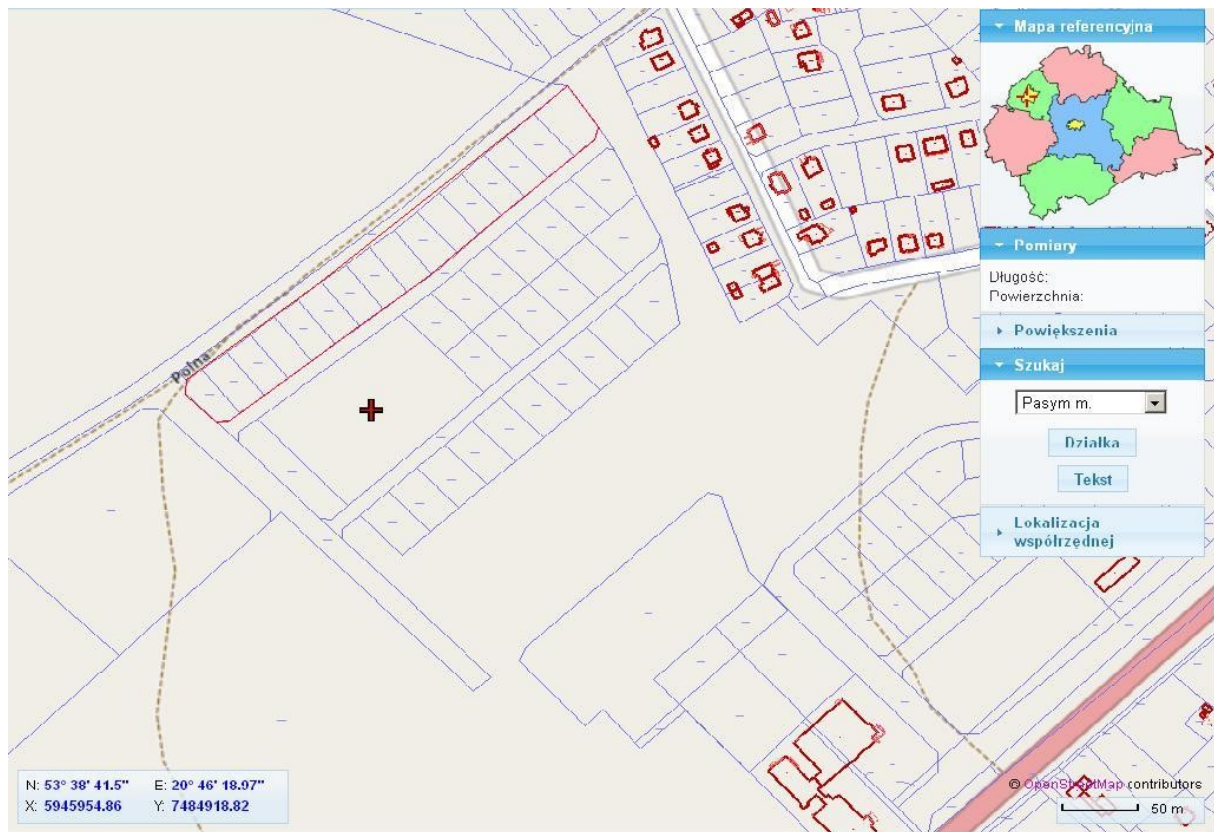 Mapa referencyjna
Pomiary
Długość:
Powierzchnia:
Powiększenia
Szukaj
Pasym m.
Działka
Tekst
Lokalizacja
współrzędnej
Polna
N: 53° 38' 41.5" E: 20° 46' 18.97"
X: 5945954.86 Y: 7484918.82
© OpenStreetMap contributors
50 m